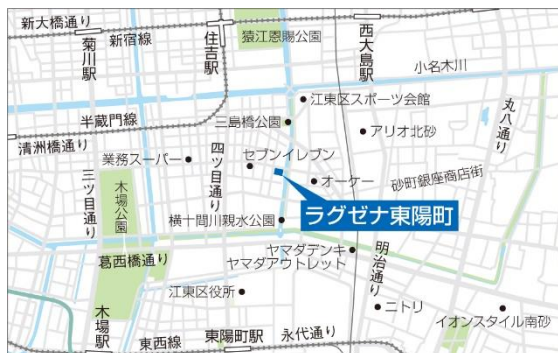 新大橋通り
新宿線
菊川駅
住吉駅
猿江恩賜公園
西大島駅
小名木川
江東区スポーツ会館
半蔵門線
三島橋公園
アリオ北砂
丸八通り
清洲橋通り
業務スーパー
四ツ目通り
セブンイレブン
オーケー
砂町銀座商店街
三ツ目通り
木場公園
ラグゼナ東陽町
横十間川親水公園
葛西橋通り
ヤマダデンキ
ヤマダアウトレット
明治通り
江東区役所
ニトリ
イオンスタイル南砂
木場駅
東西線
東陽町駅
永代通り